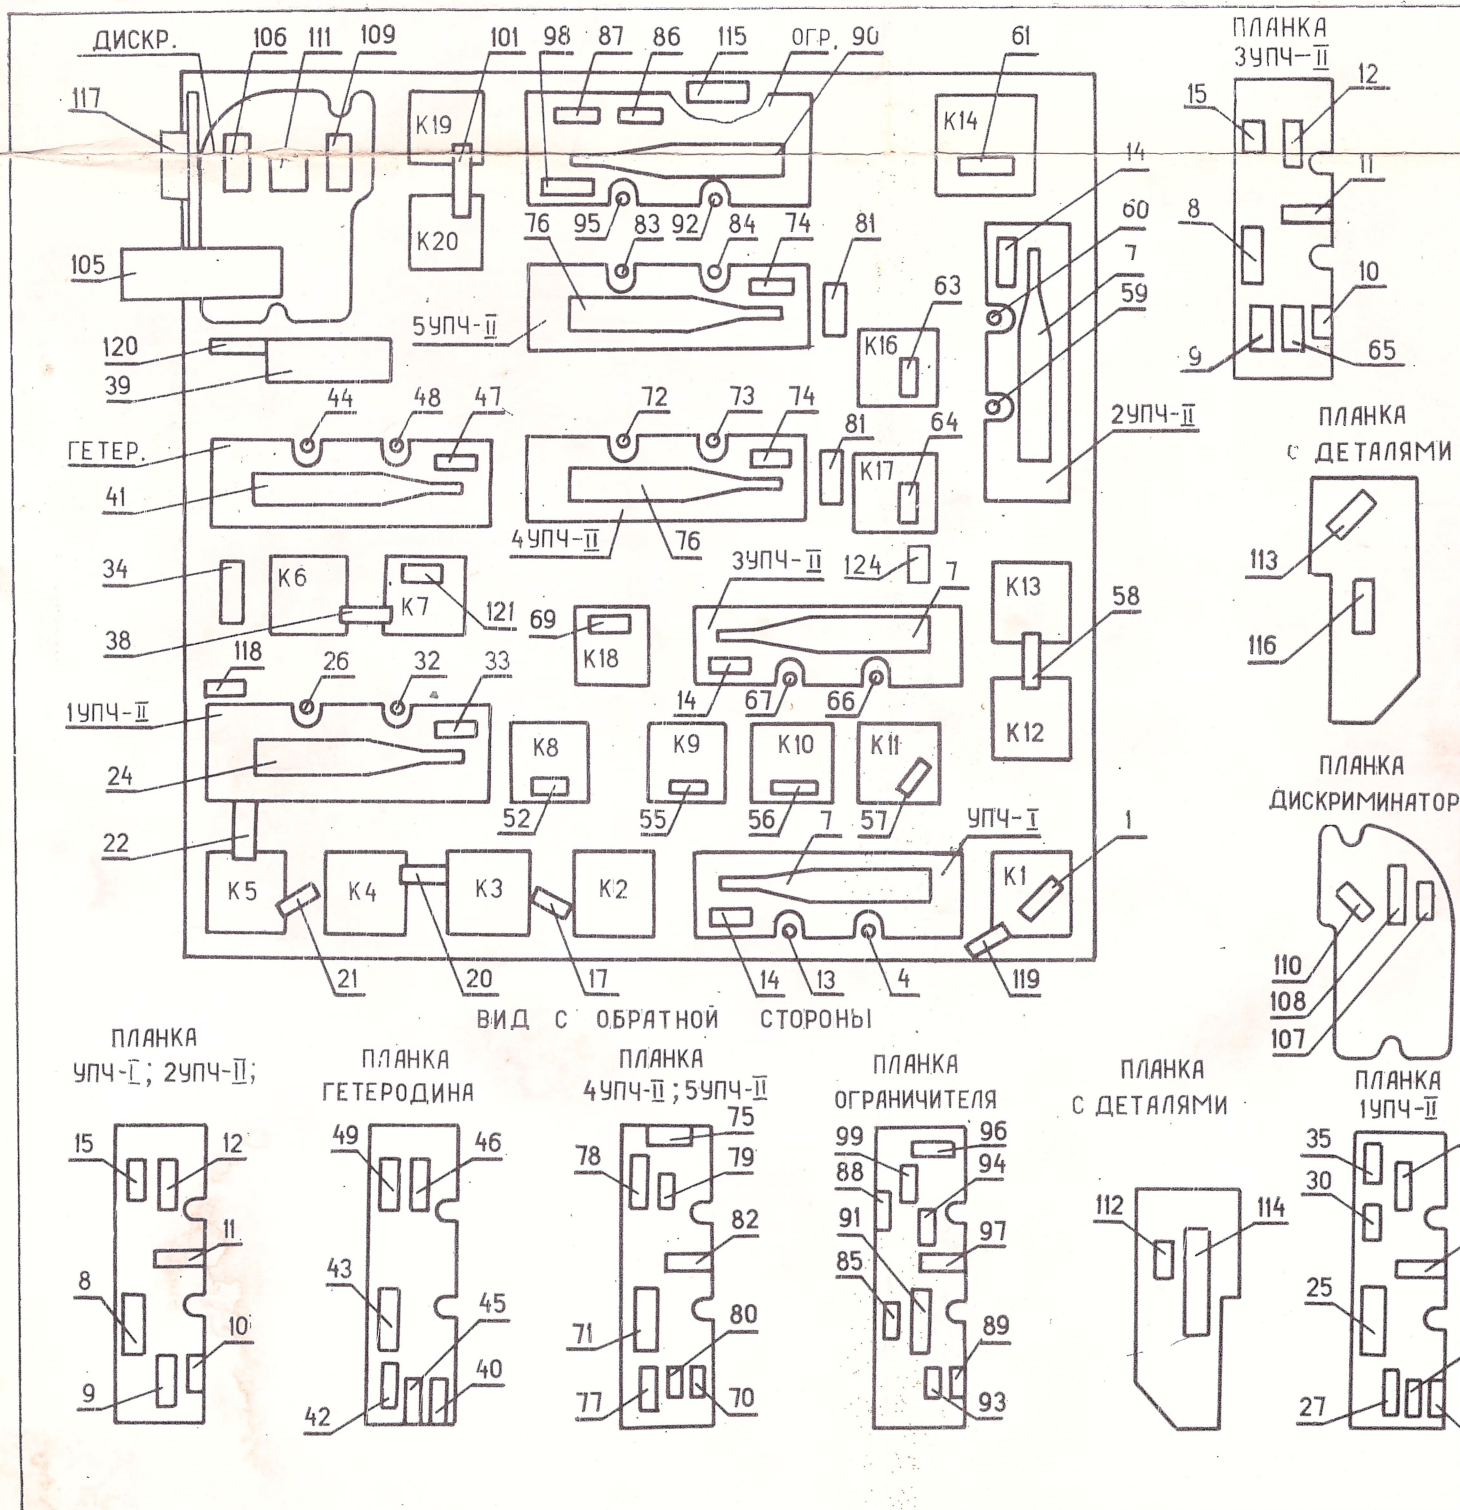 ДИСКР. 106 111 109 101 98 87 86 115 ОГР. 90 61
117
К19 К14 14
К20 95 83 92 84 74 81 60
76 7
105 63 59
5УПЧ-II К16
120
39 44 48 47 72 73 74 81 64 2УПЧ-II
ГЕТЕР. К17
41
4УПЧ-II 76
34 3УПЧ-II 124 7
К6 К7 К13 58
38 121 69 К18
118 26 32 33 14 67 66
1УПЧ-II К8 К9 К10 К11 К12
24
52 55 56 57 УПЧ-I 1
22 7
К5 К4 К3 К2 К1
21 20 17 14 13 4 119
ВИД С ОБРАТНОЙ СТОРОНЫ
ПЛАНКА
3УПЧ-II
15 12
11
8
10
9 65
ПЛАНКА
С ДЕТАЛЯМИ
113
116
ПЛАНКА
ДИСКРИМИНАТОР
110
108
107
ПЛАНКА
УПЧ-I; 2УПЧ-II;
15 12
11
8
10
9
ПЛАНКА
ГЕТЕРОДИНА
49 46
43
45
40
42
ПЛАНКА
4УПЧ-II; 5УПЧ-II
75
78 79
82
71 80
77 70
ПЛАНКА
ОГРАНИЧИТЕЛЯ
99 96
88 94
91 97
85
89
93
ПЛАНКА
С ДЕТАЛЯМИ
112 114
ПЛАНКА
1УПЧ-II
35
30
25
27